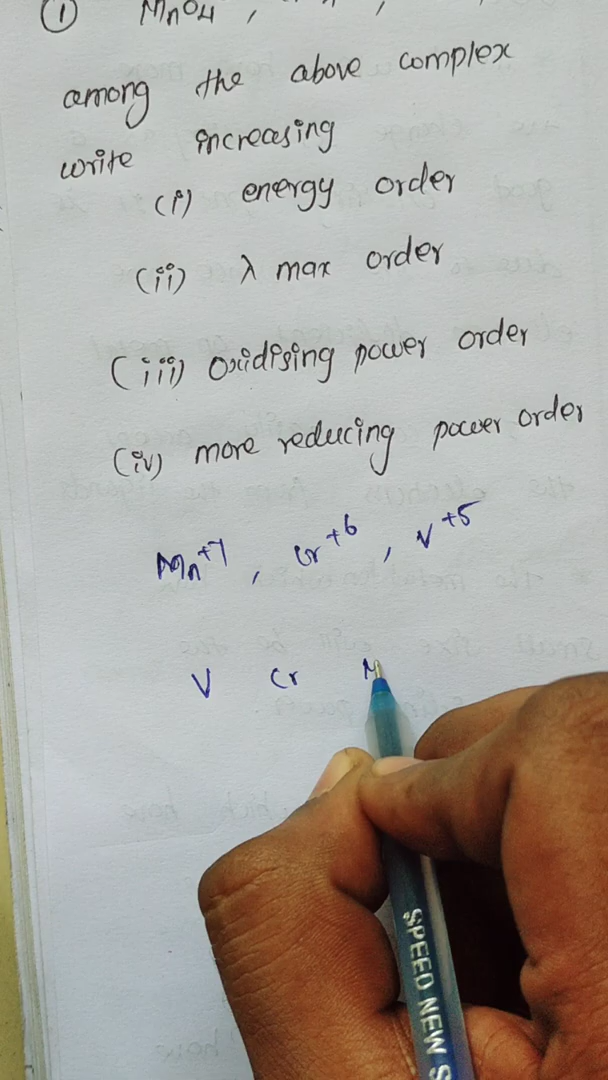 ① MnO4 ,
among the above complex
write increasing
(i) energy order
(ii) λ max order
(iii) oxidising power order
(iv) more reducing power order
Mn+7 , Cr+6 , V+5
V Cr
SPEED NEW S